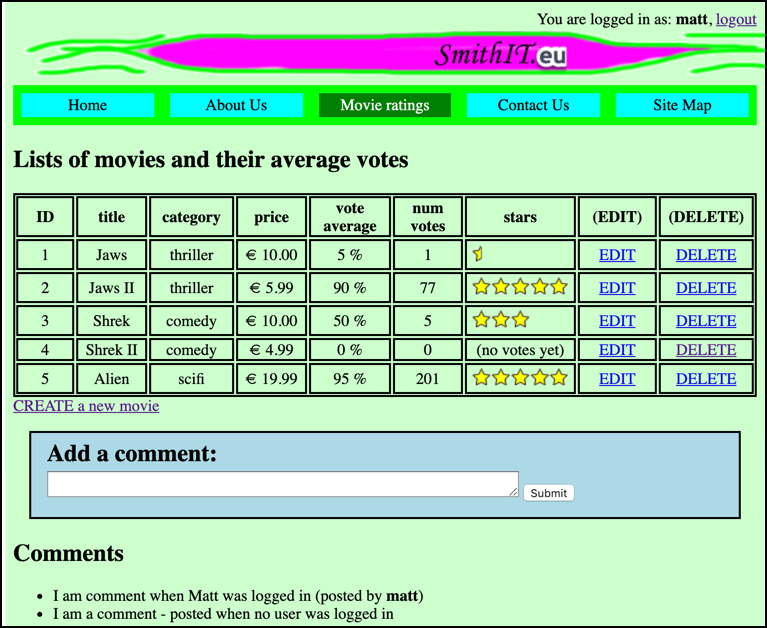 You are logged in as: matt, logout
SmithIT.eu
Home About Us Movie ratings Contact Us Site Map
Lists of movies and their average votes
ID title category price vote average num votes stars (EDIT) (DELETE)
1 Jaws thriller € 10.00 5 % 1 EDIT DELETE
2 Jaws II thriller € 5.99 90 % 77 EDIT DELETE
3 Shrek comedy € 10.00 50 % 5 EDIT DELETE
4 Shrek II comedy € 4.99 0 % 0 (no votes yet) EDIT DELETE
5 Alien scifi € 19.99 95 % 201 EDIT DELETE
CREATE a new movie
Add a comment:
Submit
Comments
• I am comment when Matt was logged in (posted by matt)
• I am a comment - posted when no user was logged in